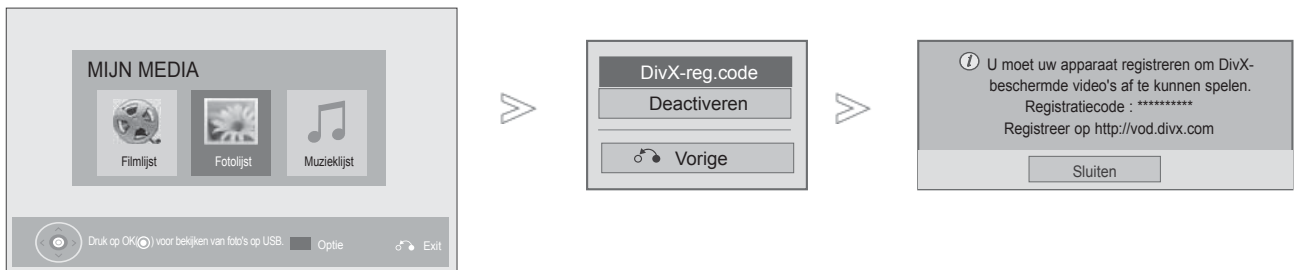 MIJN MEDIA
Filmlijst
Fotolijst
Muzieklijst
Druk op OK(◉) voor bekijken van foto's op USB.
Optie
Exit
DivX-reg.code
Deactiveren
Vorige
U moet uw apparaat registreren om DivX-
beschermde video's af te kunnen spelen.
Registratiecode : **********
Registreer op http://vod.divx.com
Sluiten